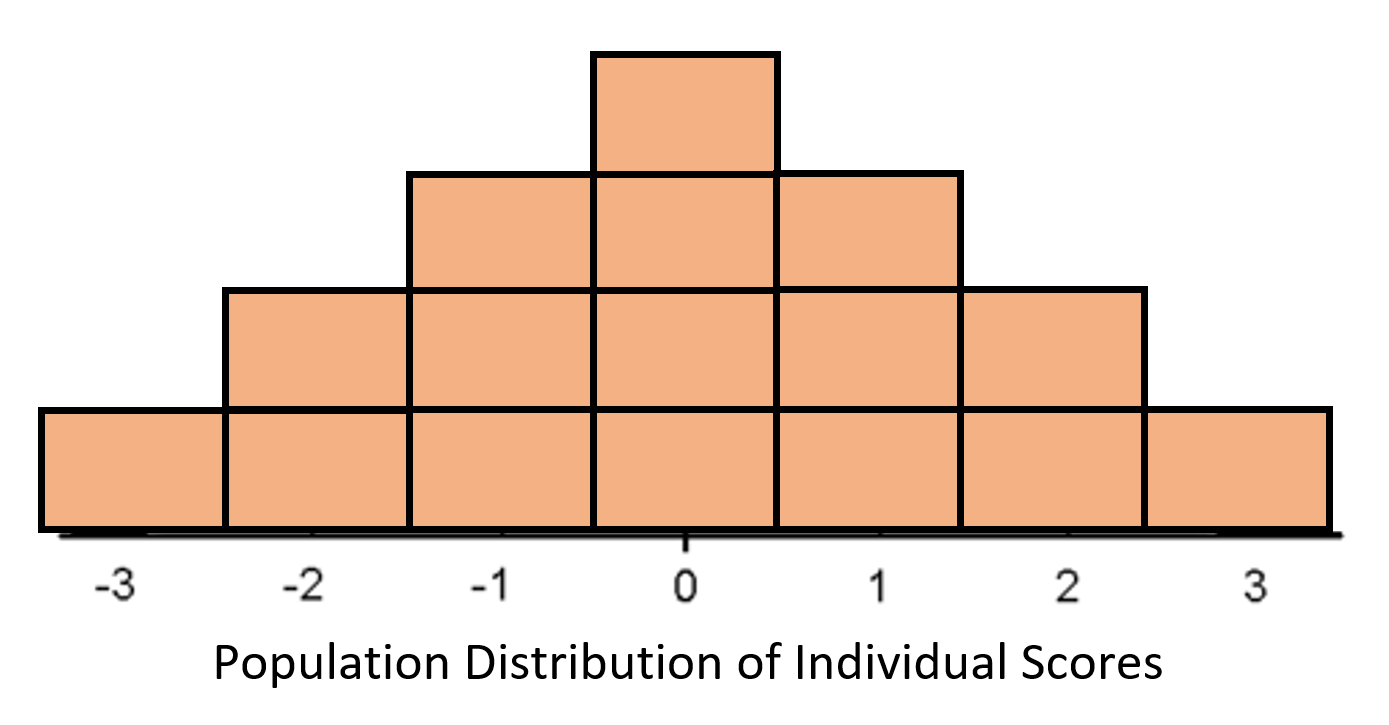 -3 -2 -1 0 1 2 3
Population Distribution of Individual Scores